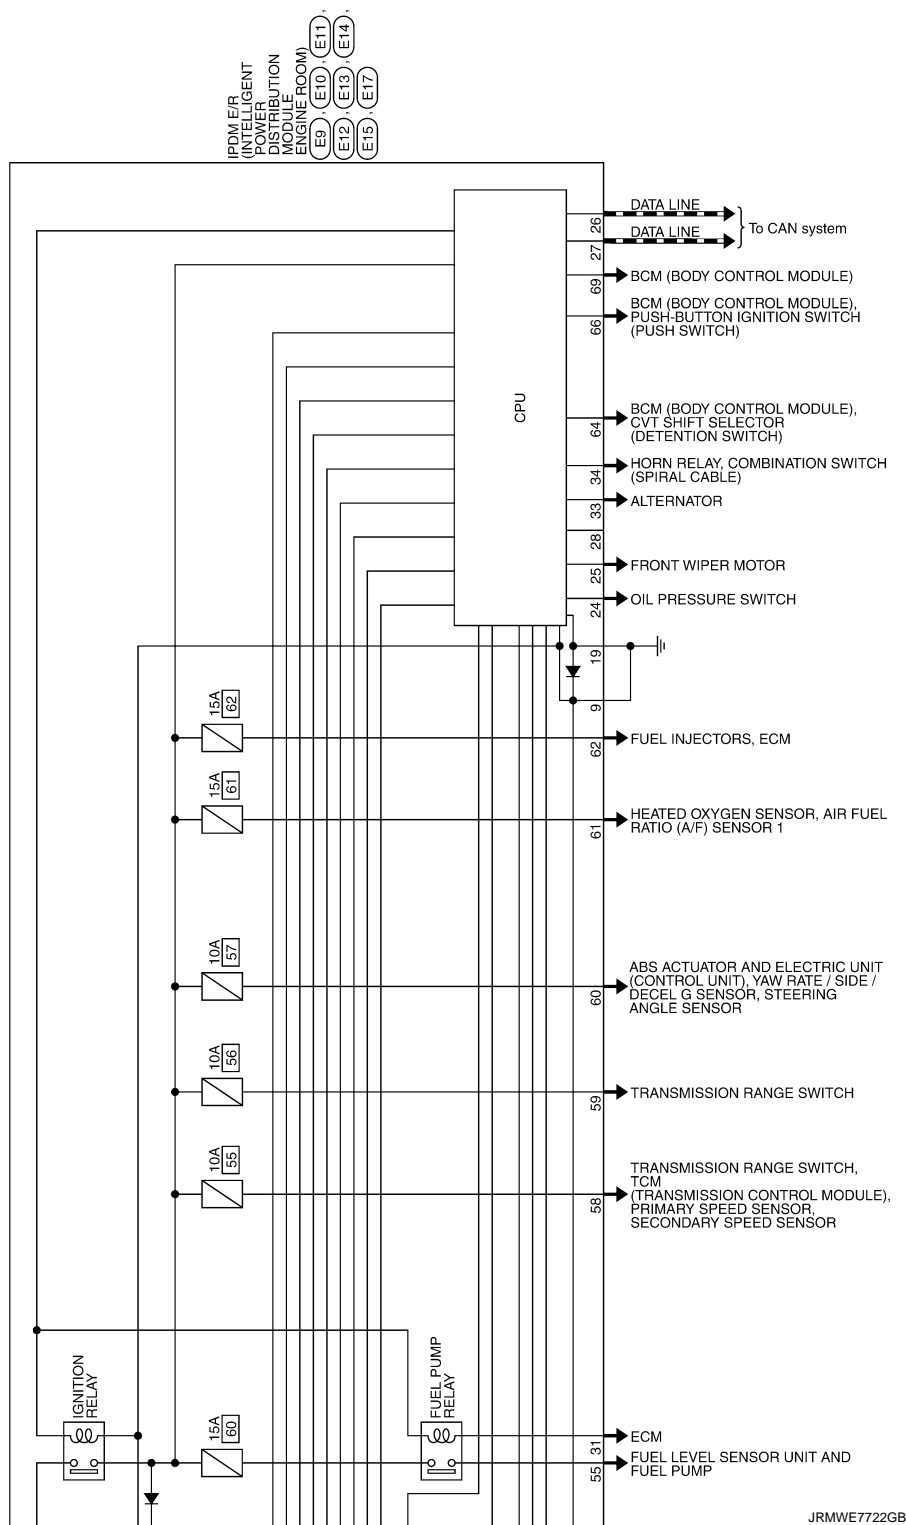 IPDM E/R
(INTELLIGENT
POWER
DISTRIBUTION
MODULE
ENGINE ROOM)
E9 , E10 , E11 ,
E12 , E13 , E14 ,
E15 , E17
CPU
26
DATA LINE
27
DATA LINE
To CAN system
69
BCM (BODY CONTROL MODULE)
66
BCM (BODY CONTROL MODULE),
PUSH-BUTTON IGNITION SWITCH
(PUSH SWITCH)
64
BCM (BODY CONTROL MODULE),
CVT SHIFT SELECTOR
(DETENTION SWITCH)
34
HORN RELAY, COMBINATION SWITCH
(SPIRAL CABLE)
33
ALTERNATOR
28
25
FRONT WIPER MOTOR
24
OIL PRESSURE SWITCH
19
9
15A
62
62
FUEL INJECTORS, ECM
15A
61
61
HEATED OXYGEN SENSOR, AIR FUEL
RATIO (A/F) SENSOR 1
10A
57
60
ABS ACTUATOR AND ELECTRIC UNIT
(CONTROL UNIT), YAW RATE / SIDE /
DECEL G SENSOR, STEERING
ANGLE SENSOR
10A
56
59
TRANSMISSION RANGE SWITCH
10A
55
58
TRANSMISSION RANGE SWITCH,
TCM
(TRANSMISSION CONTROL MODULE),
PRIMARY SPEED SENSOR,
SECONDARY SPEED SENSOR
IGNITION
RELAY
15A
60
FUEL PUMP
RELAY
31
ECM
55
FUEL LEVEL SENSOR UNIT AND
FUEL PUMP
JRMWE7722GB